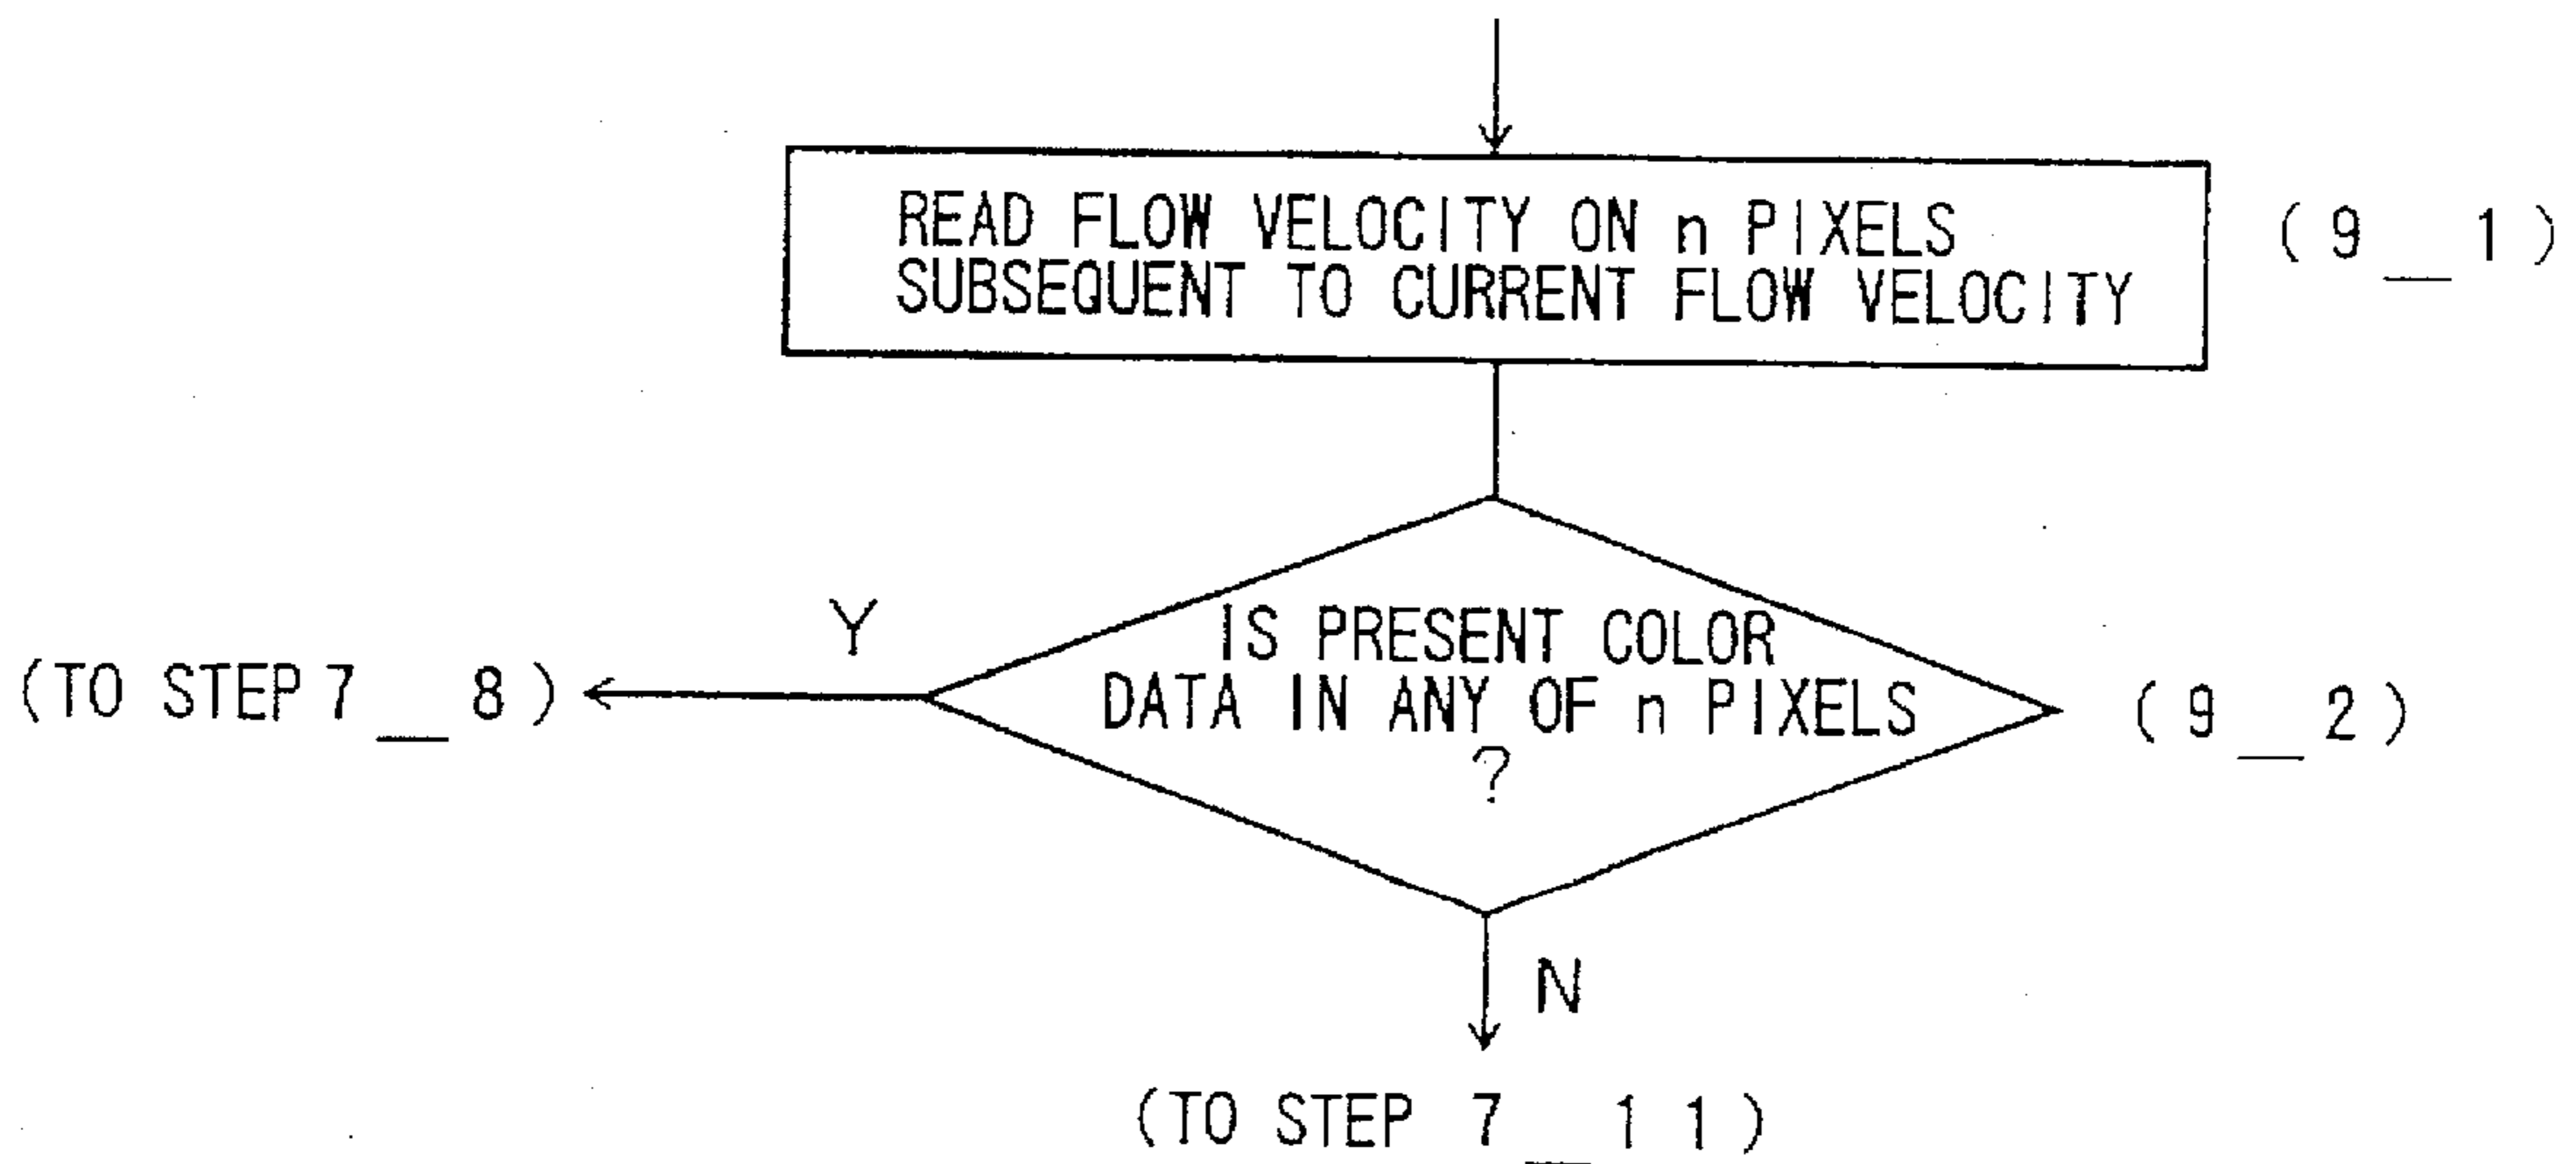 READ FLOW VELOCITY ON n PIXELS
SUBSEQUENT TO CURRENT FLOW VELOCITY
(9_1)
Y
IS PRESENT COLOR
DATA IN ANY OF n PIXELS
?
(TO STEP 7_8)
(9_2)
N
(TO STEP 7_11)